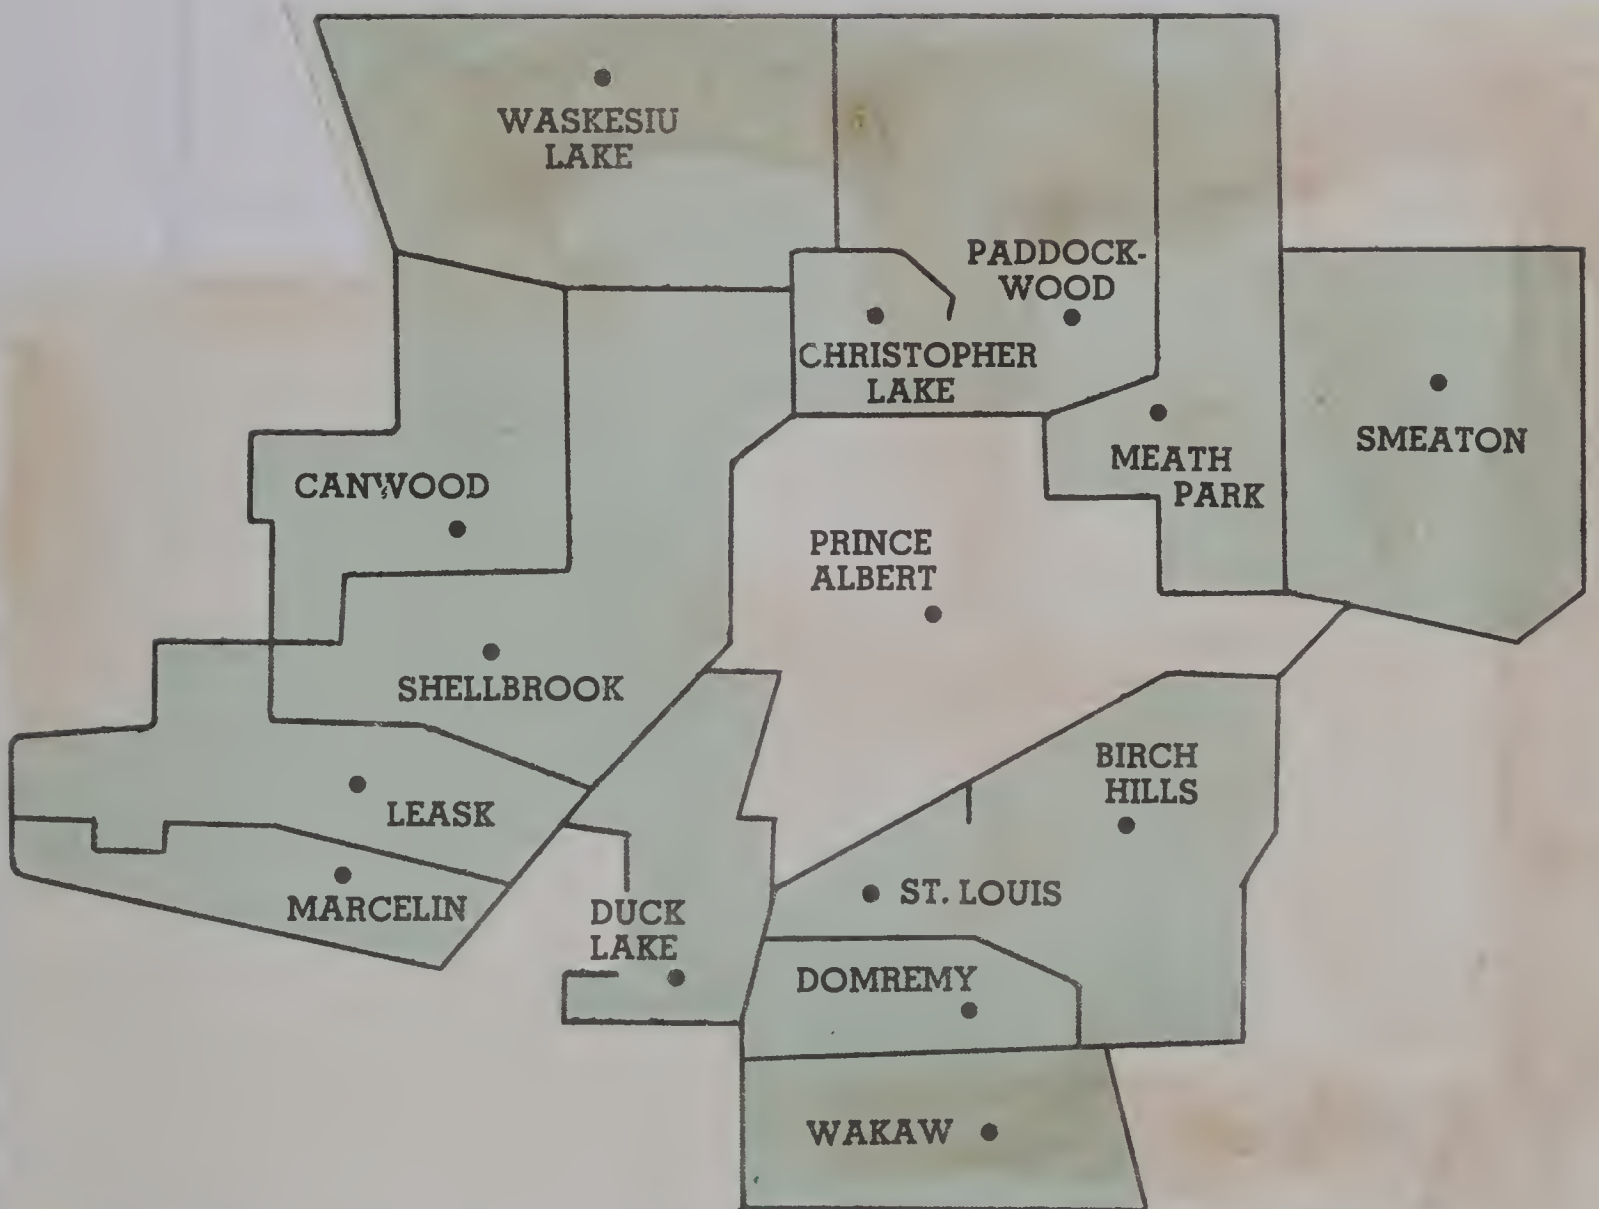 WASKESIU
LAKE
PADDOCK-
WOOD
CHRISTOPHER
LAKE
SMEATON
MEATH
PARK
CANWOOD
PRINCE
ALBERT
SHELLBROOK
BIRCH
HILLS
LEASK
MARCELIN
ST. LOUIS
DUCK
LAKE
DOMREMY
WAKAW